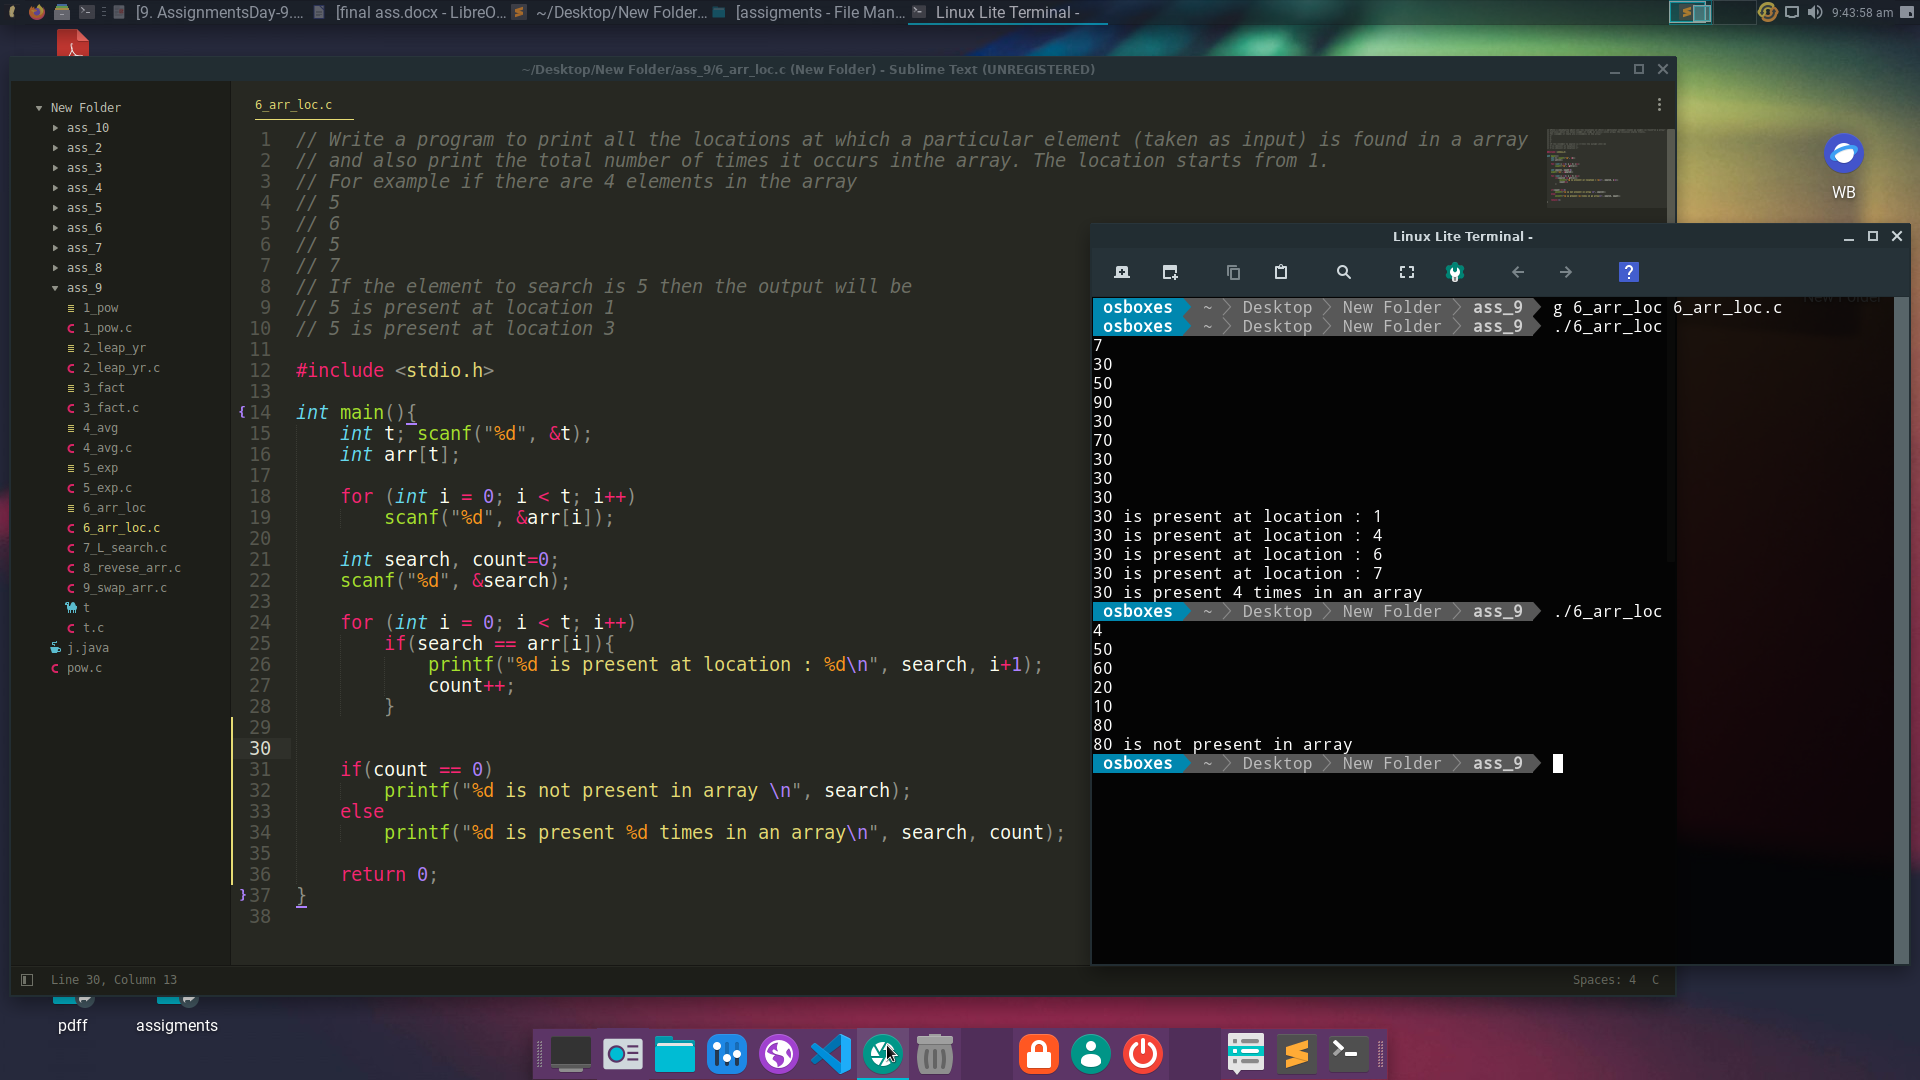 [9. AssignmentsDay-9....
[final ass.docx - LibreO...
~/Desktop/New Folder...
[assigments - File Man...
Linux Lite Terminal -
9:43:58 am
~/Desktop/New Folder/ass_9/6_arr_loc.c (New Folder) - Sublime Text (UNREGISTERED)
New Folder
ass_10
ass_2
ass_3
ass_4
ass_5
ass_6
ass_7
ass_8
ass_9
1_pow
1_pow.c
2_leap_yr
2_leap_yr.c
3_fact
3_fact.c
4_avg
4_avg.c
5_exp
5_exp.c
6_arr_loc
6_arr_loc.c
7_L_search.c
8_revese_arr.c
9_swap_arr.c
t
t.c
j.java
pow.c
6_arr_loc.c
1 // Write a program to print all the locations at which a particular element (taken as input) is found in a array
2 // and also print the total number of times it occurs inthe array. The location starts from 1.
3 // For example if there are 4 elements in the array
4 // 5
5 // 6
6 // 5
7 // 7
8 // If the element to search is 5 then the output will be
9 // 5 is present at location 1
10 // 5 is present at location 3
11
12 #include <stdio.h>
13
14 int main(){
15 int t; scanf("%d", &t);
16 int arr[t];
17
18 for (int i = 0; i < t; i++)
19 scanf("%d", &arr[i]);
20
21 int search, count=0;
22 scanf("%d", &search);
23
24 for (int i = 0; i < t; i++)
25 if(search == arr[i]){
26 printf("%d is present at location : %d\n", search, i+1);
27 count++;
28 }
29
30
31 if(count == 0)
32 printf("%d is not present in array \n", search);
33 else
34 printf("%d is present %d times in an array\n", search, count);
35
36 return 0;
37 }
38
Line 30, Column 13
Spaces: 4
C
WB
Linux Lite Terminal -
osboxes ~ Desktop New Folder ass_9 g 6_arr_loc 6_arr_loc.c
osboxes ~ Desktop New Folder ass_9 ./6_arr_loc
7
30
50
90
30
70
30
30
30
30 is present at location : 1
30 is present at location : 4
30 is present at location : 6
30 is present at location : 7
30 is present 4 times in an array
osboxes ~ Desktop New Folder ass_9 ./6_arr_loc
4
50
60
20
10
80
80 is not present in array
osboxes ~ Desktop New Folder ass_9
pdff
assigments